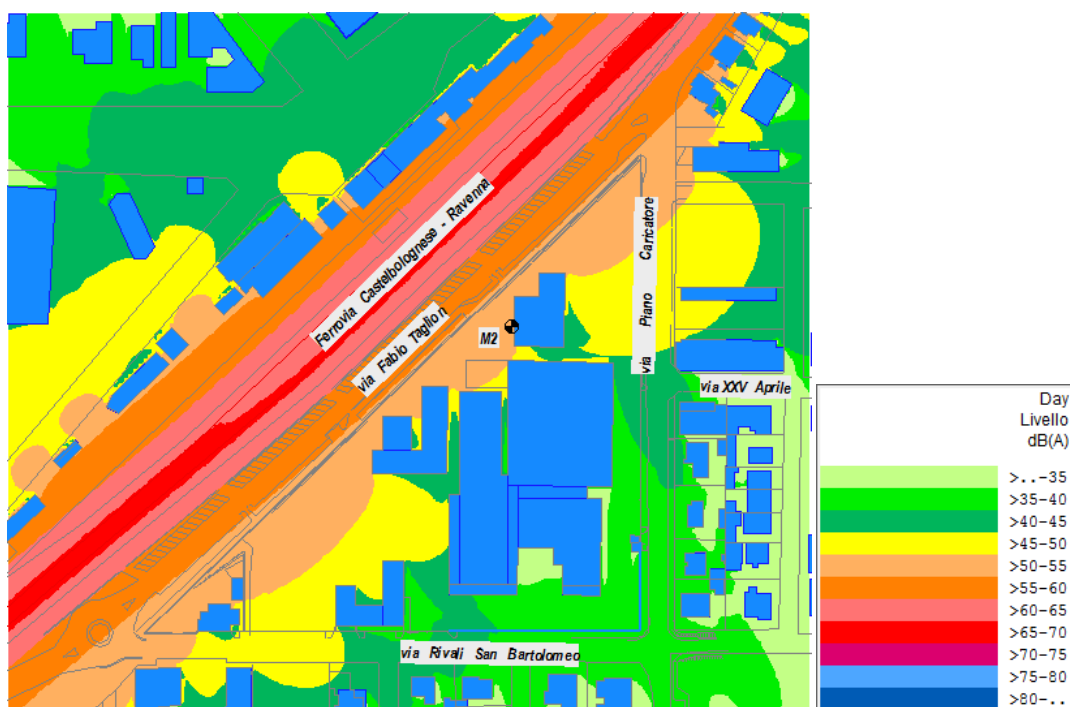 Ferrovia Castelbolognese - Ravenna
via Fabio Taglion
M2
via Piano Caricatore
via XXV Aprile
via Rivali San Bartolomeo
Day
Livello
dB(A)
>..-35
>35-40
>40-45
>45-50
>50-55
>55-60
>60-65
>65-70
>70-75
>75-80
>80-..